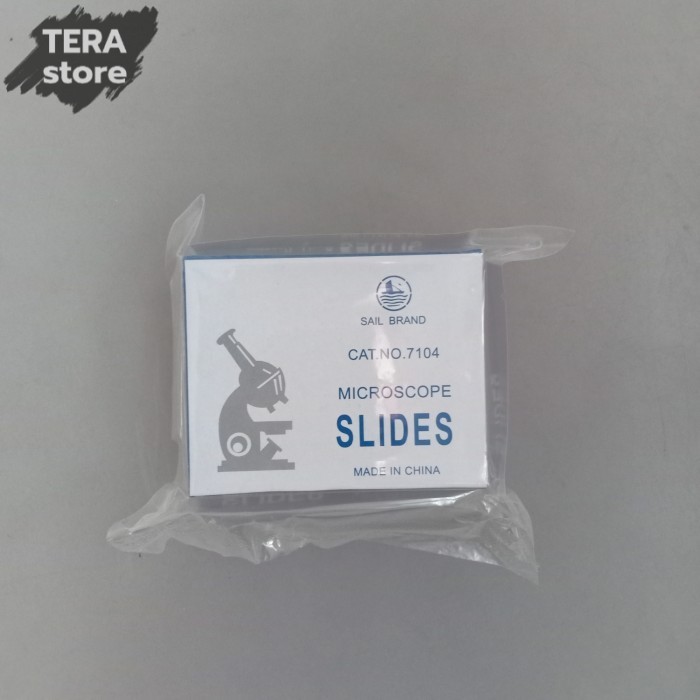 TERA
store
SAIL BRAND
CAT.NO.7104
MICROSCOPE
SLIDES
MADE IN CHINA